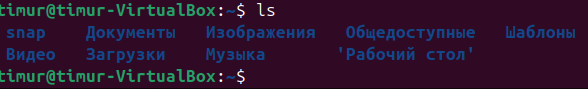 timur@timur-VirtualBox:~$ ls
snap Документы Изображения Общедоступные Шаблоны
Видео Загрузки Музыка 'Рабочий стол'
timur@timur-VirtualBox:~$